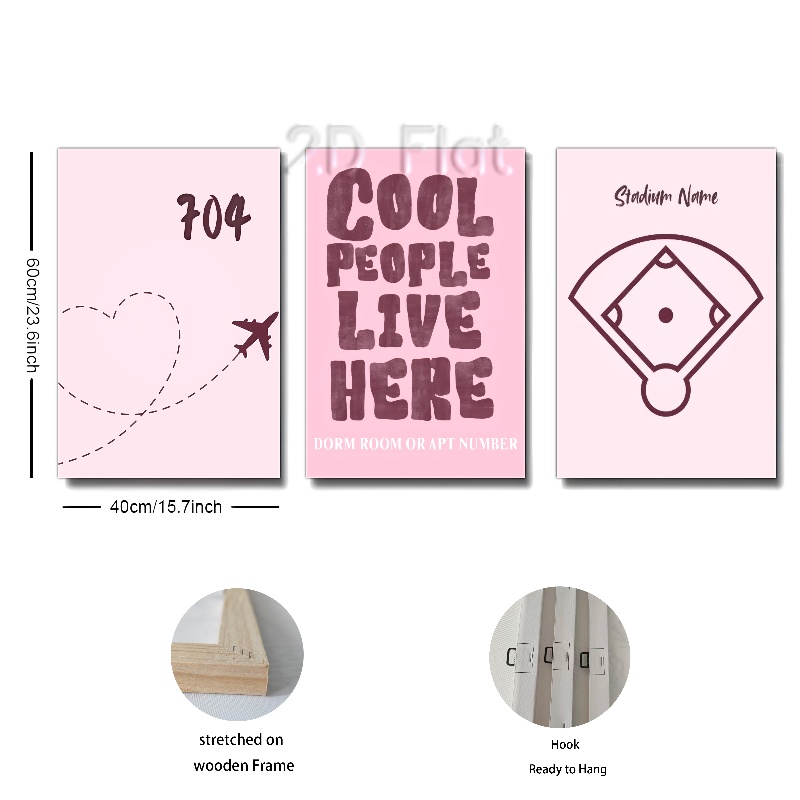 2D Flat
704
COOL
PEOPLE
LIVE
HERE
DORM ROOM OR APT NUMBER
Stadium Name
60cm/23.6inch
40cm/15.7inch
stretched on
wooden Frame
Hook
Ready to Hang